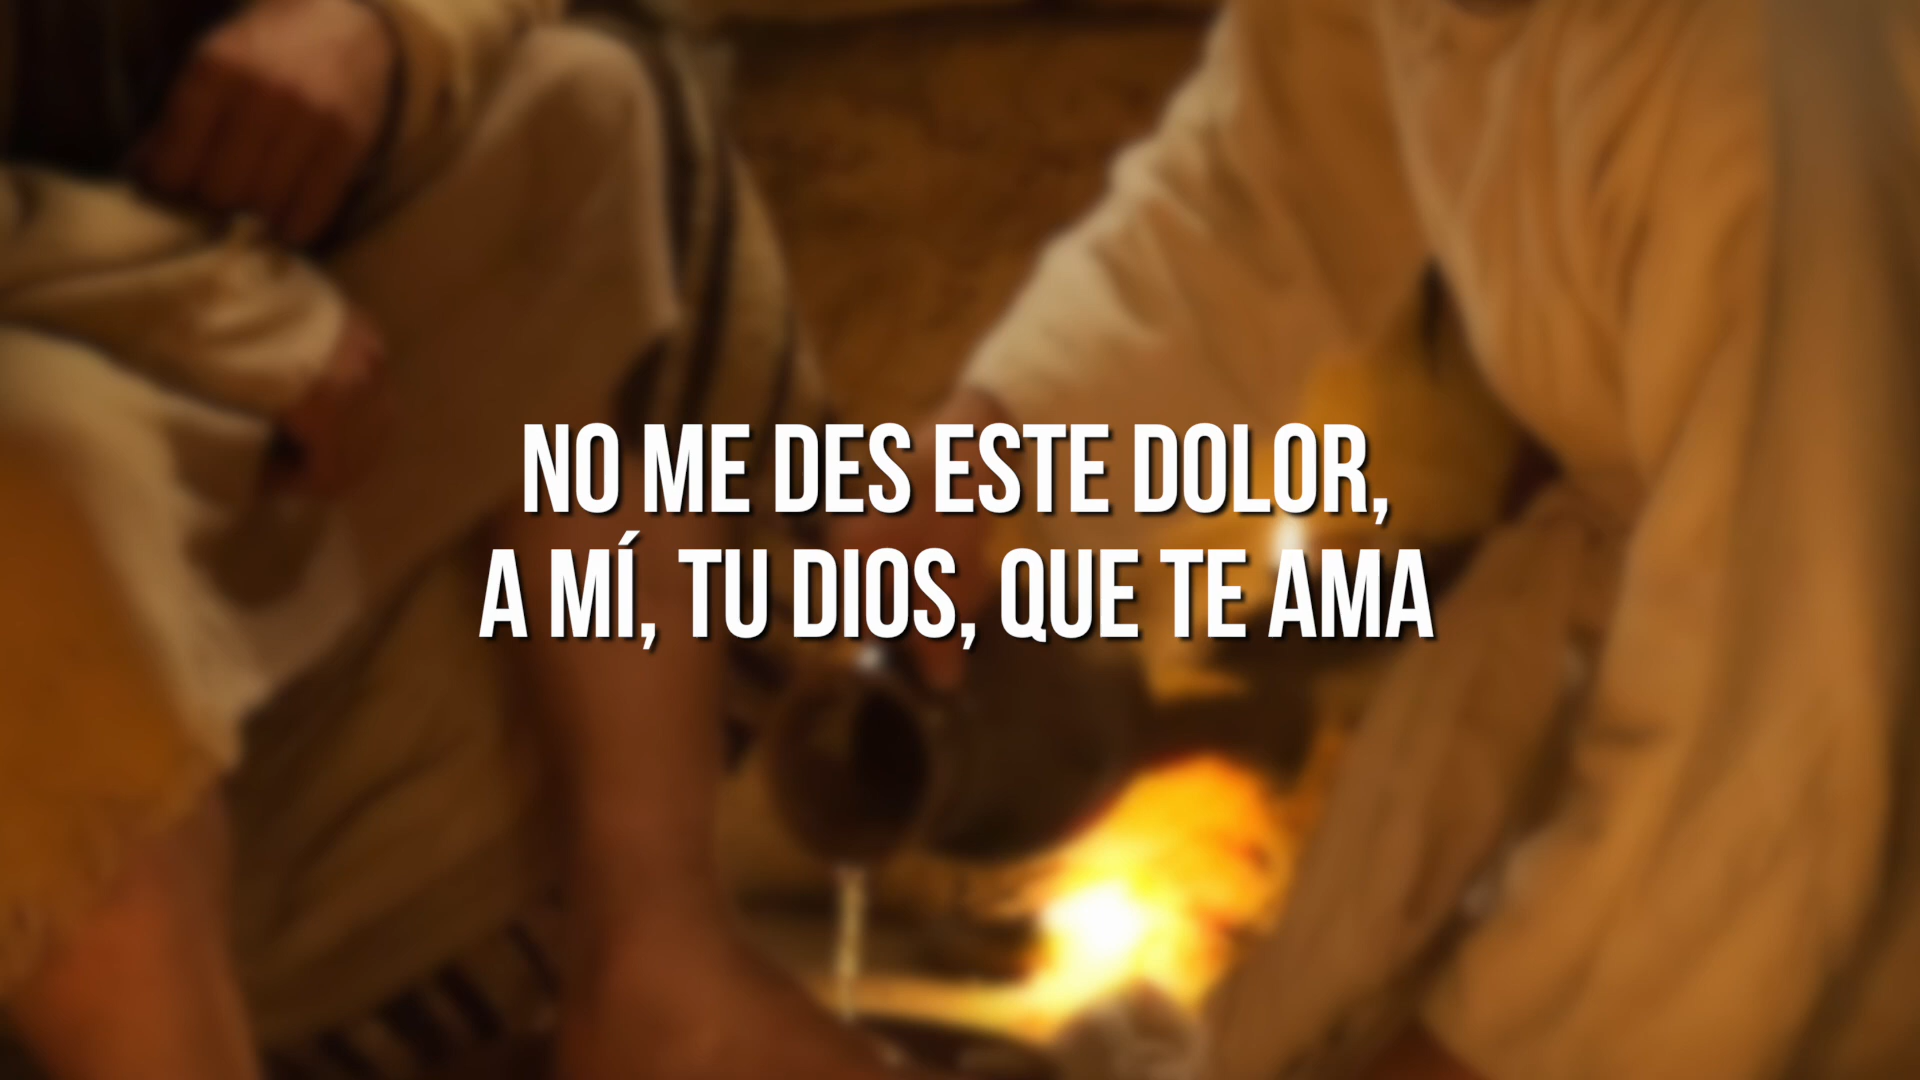 NO ME DES ESTE DOLOR,
A MÍ, TU DIOS, QUE TE AMA